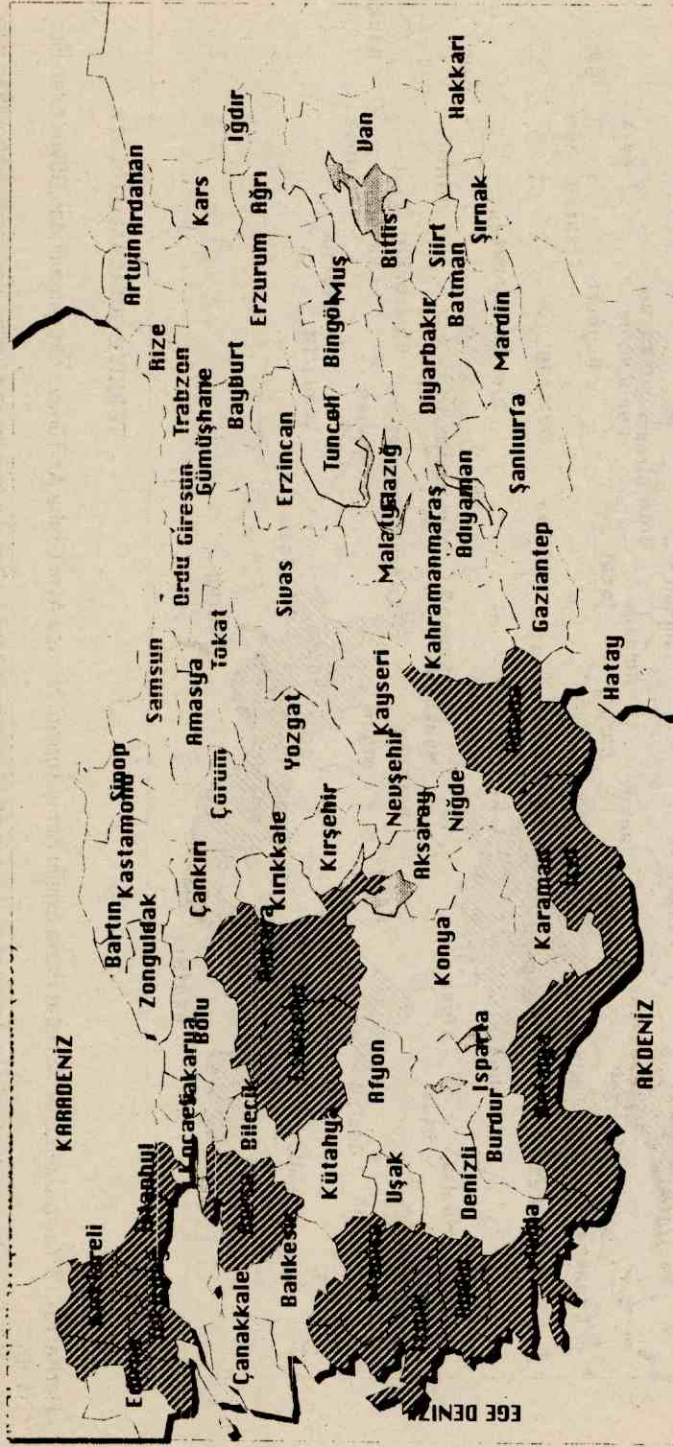 KARADENİZ
EGE DENİZİ
AKDENİZ
Kırklareli
İstanbul
Kocaeli
Sakarya
Bolu
Zonguldak
Bartın
Kastamonu
Sinop
Çankırı
Çorum
Samsun
Amasya
Tokat
Ordu
Giresun
Gümüşhane
Trabzon
Rize
Bayburt
Artvin
Ardahan
Kars
Iğdır
Ağrı
Erzurum
Erzincan
Sivas
Yozgat
Kırıkkale
Kırşehir
Ankara
Bilecik
Bursa
Çanakkale
Balıkesir
Kütahya
Afyon
Uşak
Denizli
Burdur
Isparta
Konya
Karaman
Aksaray
Nevşehir
Niğde
Kayseri
Malatya
Elazığ
Tunceli
Bingöl
Muş
Bitlis
Van
Hakkari
Şırnak
Siirt
Batman
Diyarbakır
Mardin
Şanlıurfa
Adıyaman
Kahramanmaraş
Gaziantep
Hatay